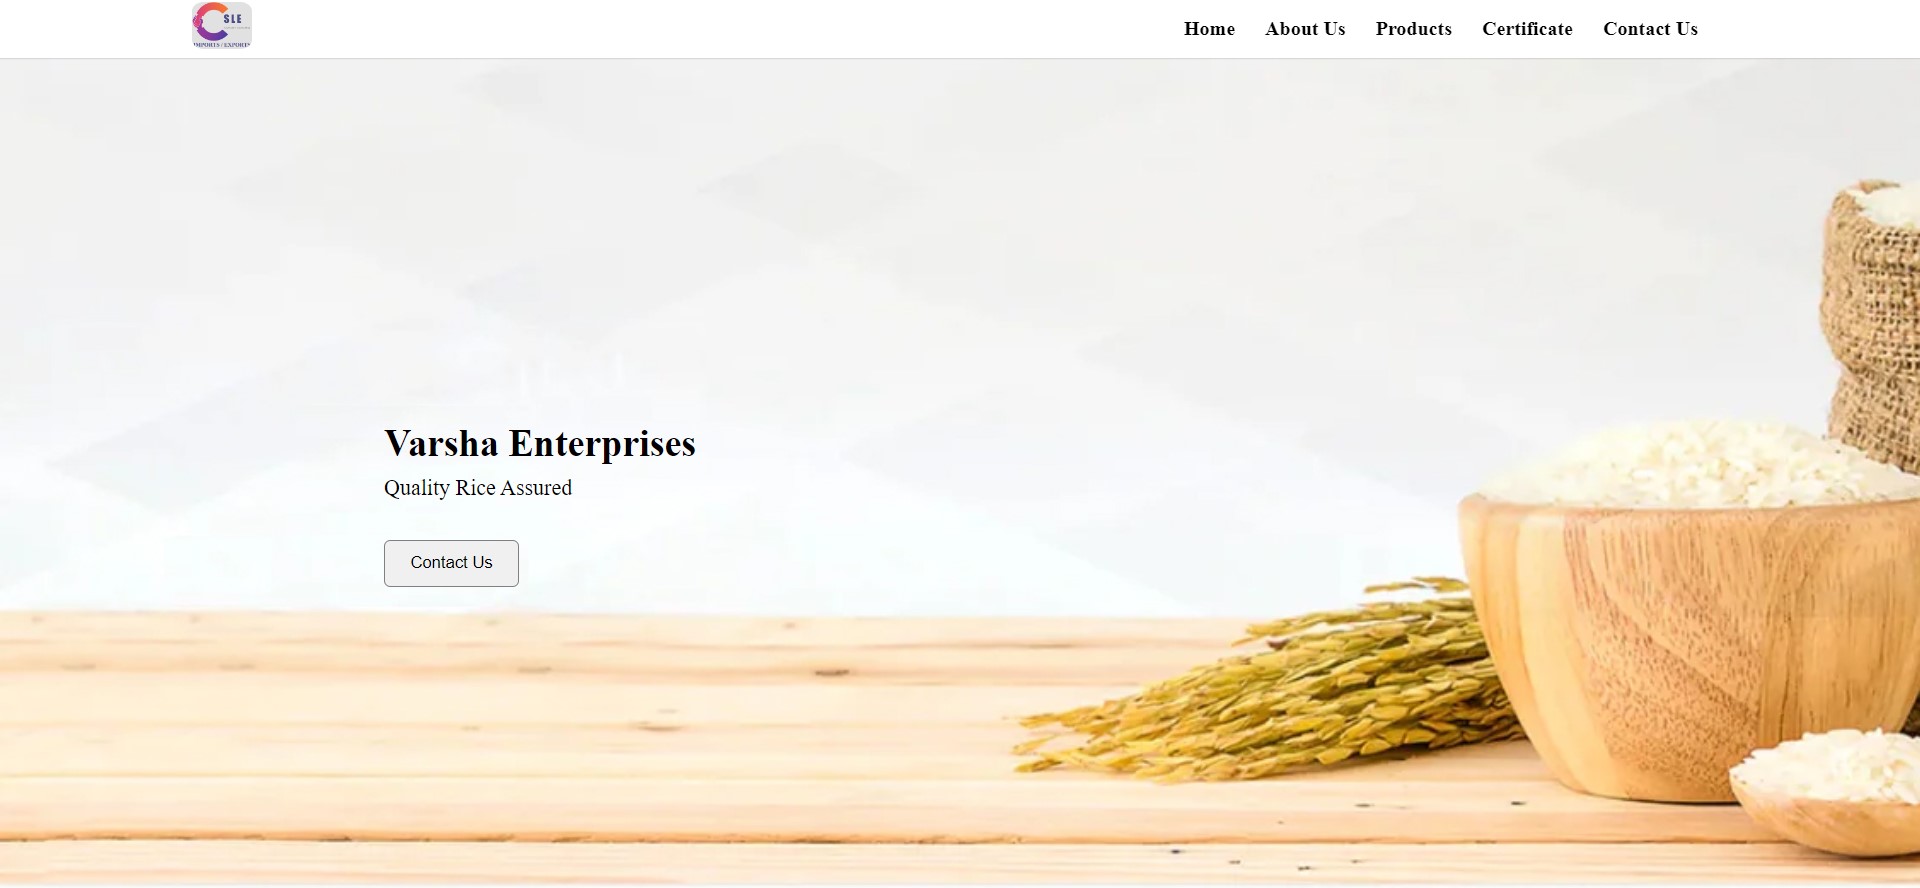 SLE
IMPORTS / EXPORTS
Home About Us Products Certificate Contact Us
Varsha Enterprises
Quality Rice Assured
Contact Us